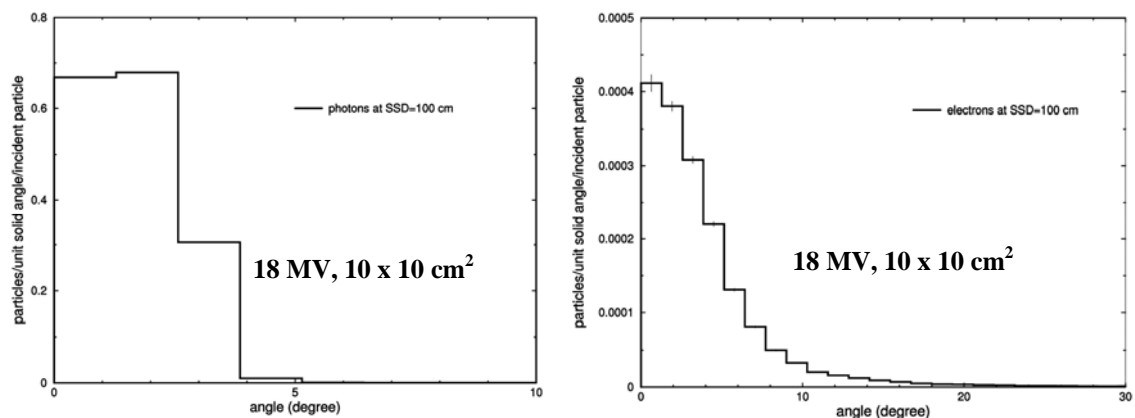 particles/unit solid angle/incident particle
0.8
0.6
0.4
0.2
0
photons at SSD=100 cm
18 MV, 10 x 10 cm²
0
5
10
angle (degree)
particles/unit solid angle/incident particle
0.0005
0.0004
0.0003
0.0002
0.0001
0
electrons at SSD=100 cm
18 MV, 10 x 10 cm²
0
10
20
30
angle (degree)